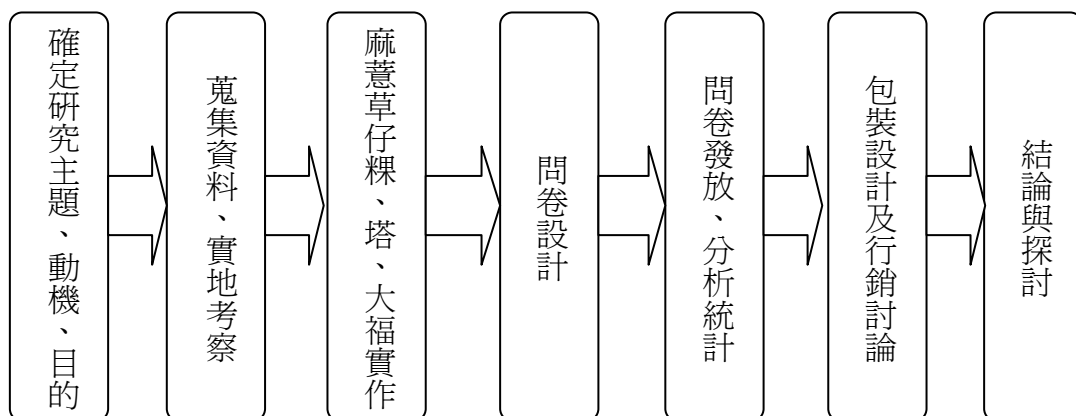 確定研究主題、動機、目的
蒐集資料、實地考察
麻薏草仔粿、塔、大福實作
問卷設計
問卷發放、分析統計
包裝設計及行銷討論
結論與探討